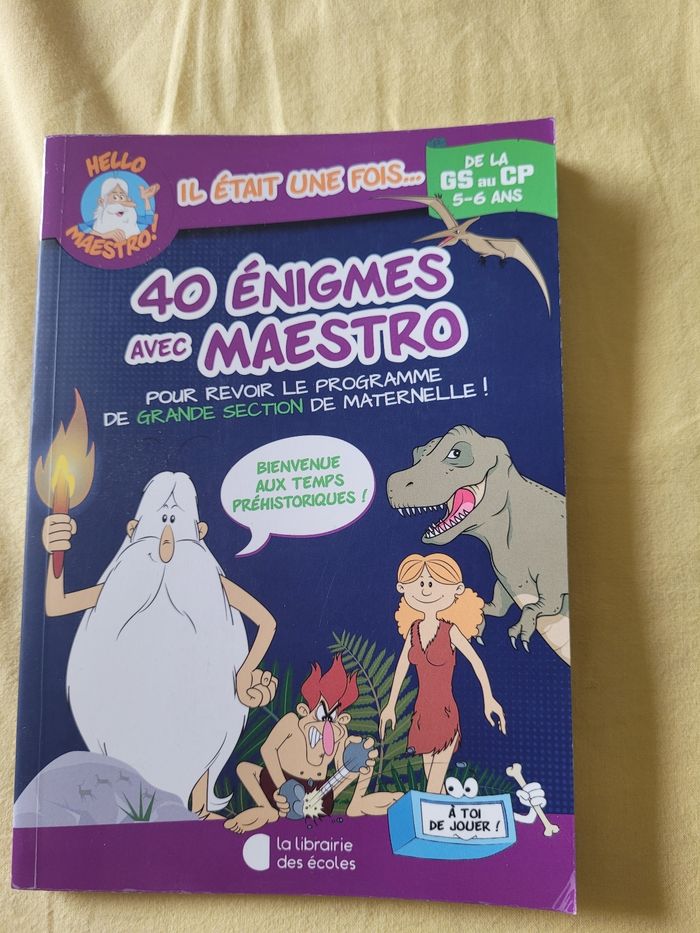 HELLO
MAESTRO!
IL ÉTAIT UNE FOIS...
DE LA
GS au CP
5-6 ANS
40 ÉNIGMES
AVEC MAESTRO
POUR REVOIR LE PROGRAMME
DE GRANDE SECTION DE MATERNELLE !
BIENVENUE
AUX TEMPS
PRÉHISTORIQUES !
À TOI
DE JOUER !
la librairie
des écoles